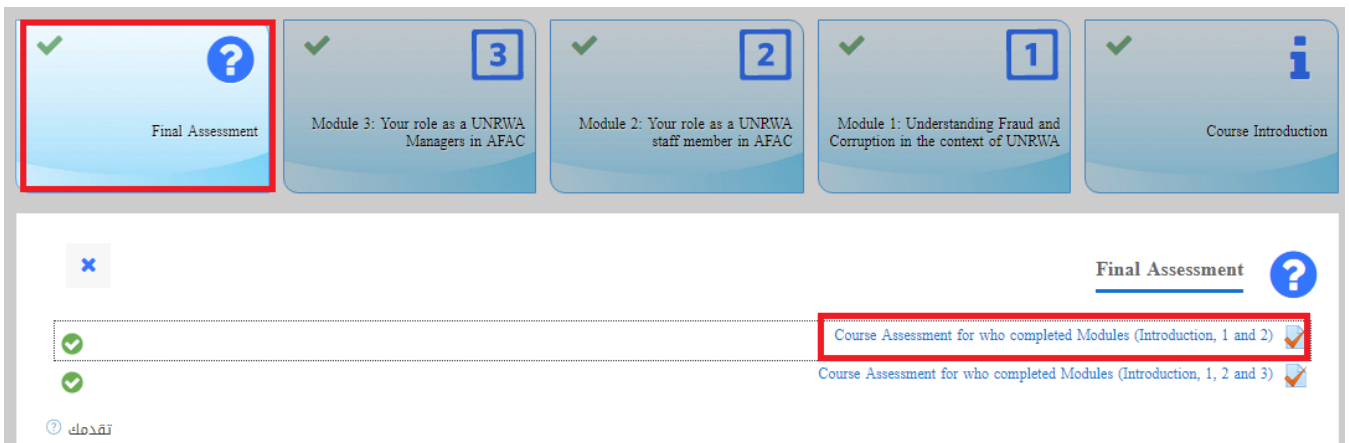 Final Assessment
3
Module 3: Your role as a UNRWA
Managers in AFAC
2
Module 2: Your role as a UNRWA
staff member in AFAC
1
Module 1: Understanding Fraud and
Corruption in the context of UNRWA
Course Introduction
Final Assessment
Course Assessment for who completed Modules (Introduction, 1 and 2)
Course Assessment for who completed Modules (Introduction, 1, 2 and 3)
تقدمك